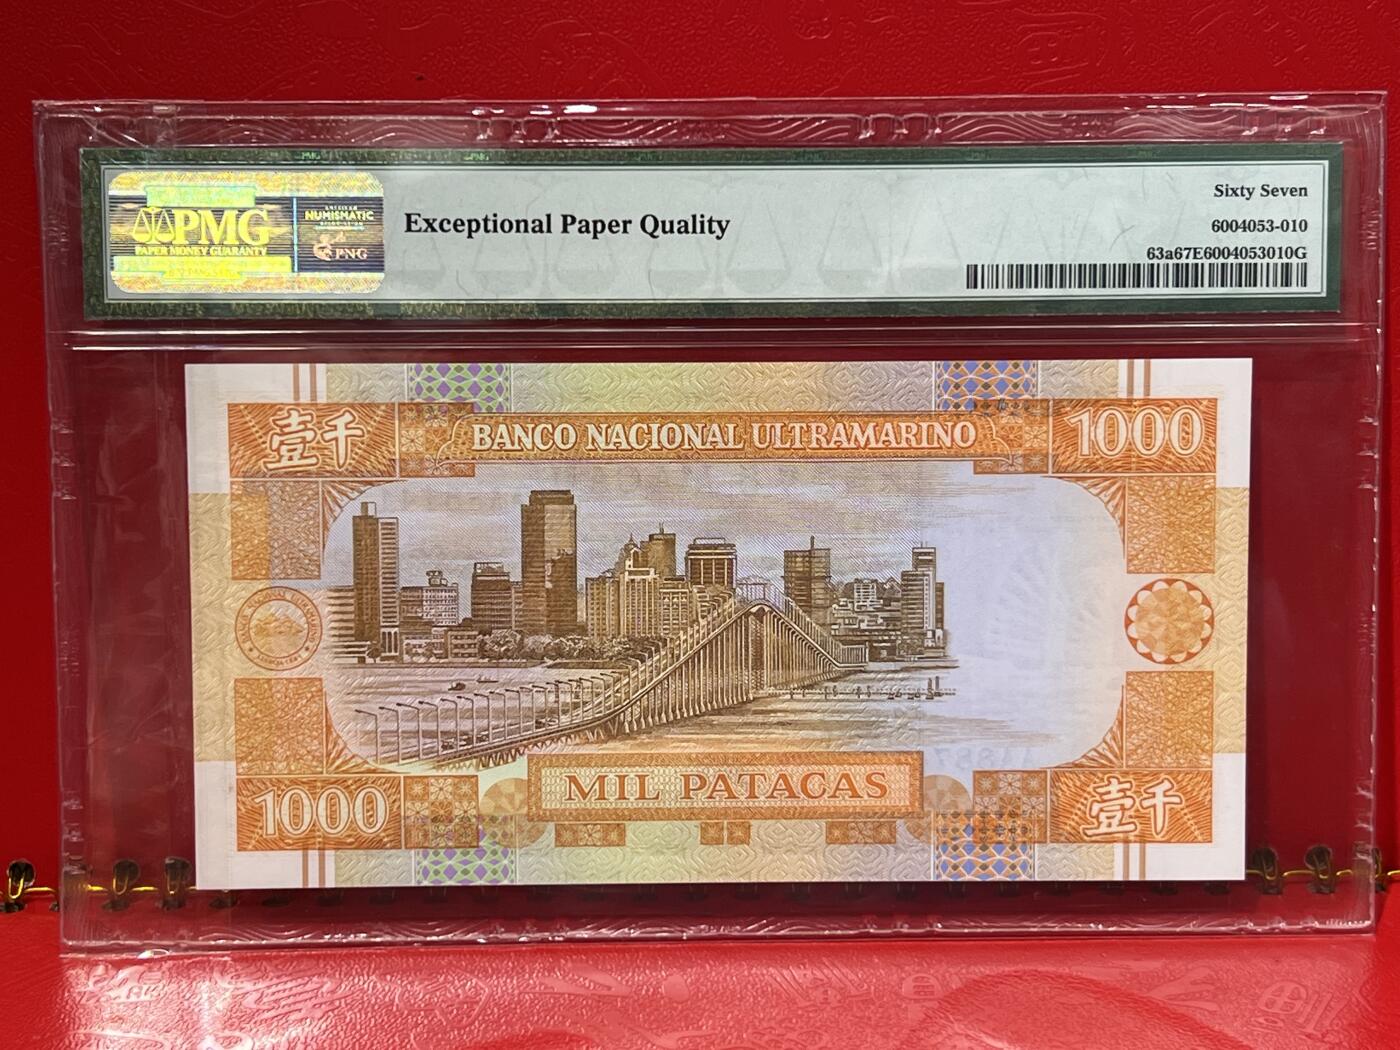 PMG
PAPER MONEY GUARANTY
NUMISMATIC
PNG
Exceptional Paper Quality
Sixty Seven
6004053-010
63a67E6004053010G
壹千
BANCO NACIONAL ULTRAMARINO
1000
1000
MIL PATACAS
壹千